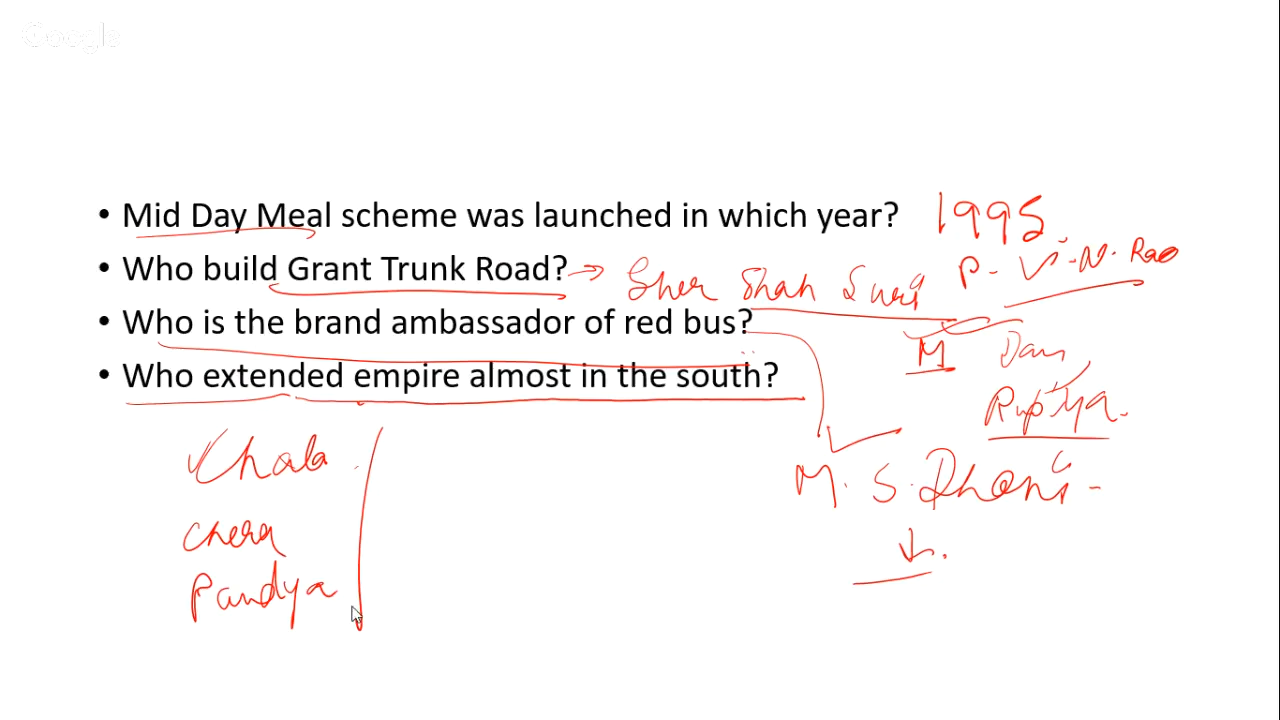 Google
• Mid Day Meal scheme was launched in which year? 1995
P. V. N. Rao
• Who build Grant Trunk Road? → Sher Shah Suri
• Who is the brand ambassador of red bus?
M Dam
Rupiya.
• Who extended empire almost in the south?
M. S. Dhoni -
Chola
Chera
Pandya